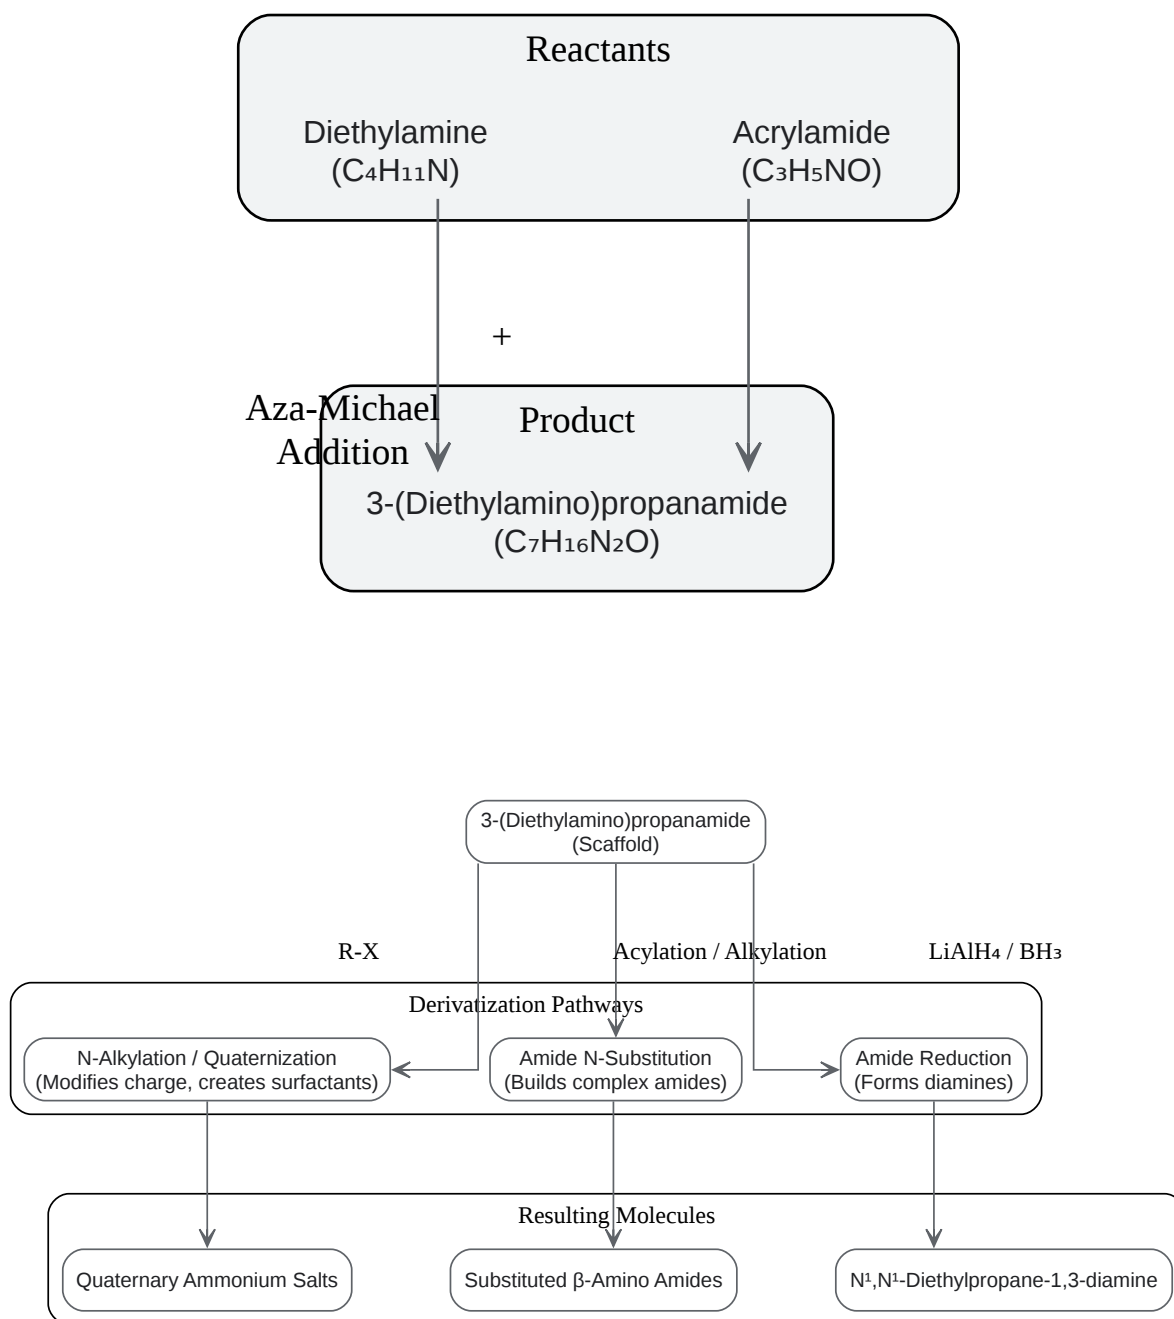 Reactants
Diethylamine
(C₄H₁₁N)
Acrylamide
(C₃H₅NO)
+
Aza-Michael
Addition
Product
3-(Diethylamino)propanamide
(C₇H₁₆N₂O)
3-(Diethylamino)propanamide
(Scaffold)
R-X
Acylation / Alkylation
LiAlH₄ / BH₃
Derivatization Pathways
N-Alkylation / Quaternization
(Modifies charge, creates surfactants)
Amide N-Substitution
(Builds complex amides)
Amide Reduction
(Forms diamines)
Resulting Molecules
Quaternary Ammonium Salts
Substituted β-Amino Amides
N¹,N¹-Diethylpropane-1,3-diamine